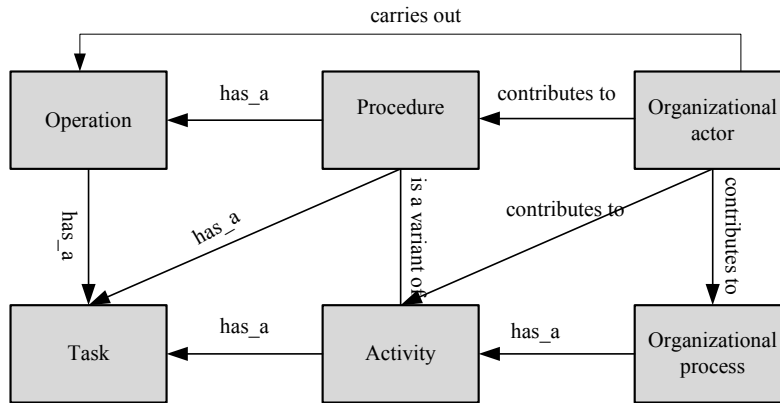 carries out
has_a
contributes to
Operation
Procedure
Organizational
actor
has_a
has_a
is a variant of
contributes to
contributes to
has_a
has_a
Task
Activity
Organizational
process